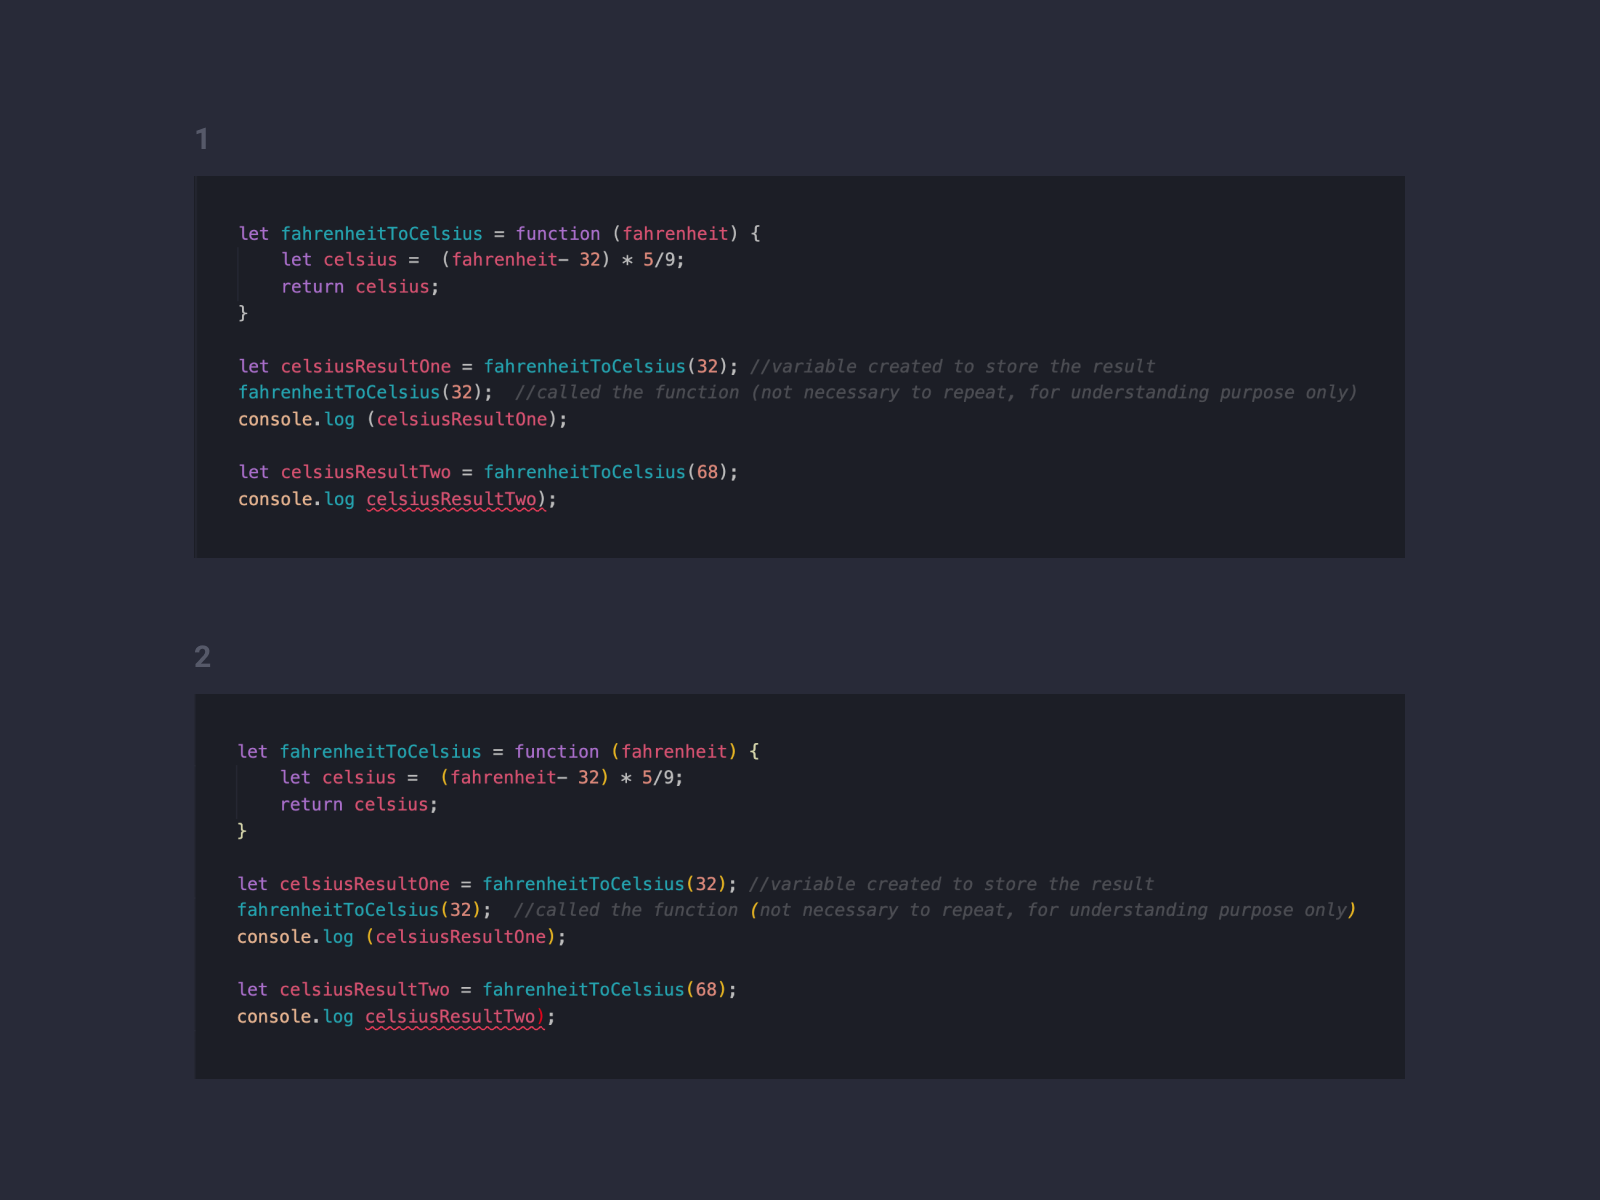 1
let fahrenheitToCelsius = function (fahrenheit) {
    let celsius =  (fahrenheit- 32) * 5/9;
    return celsius;
}
let celsiusResultOne = fahrenheitToCelsius(32); //variable created to store the result
fahrenheitToCelsius(32);  //called the function (not necessary to repeat, for understanding purpose only)
console.log (celsiusResultOne);
let celsiusResultTwo = fahrenheitToCelsius(68);
console.log celsiusResultTwo);
2
let fahrenheitToCelsius = function (fahrenheit) {
    let celsius =  (fahrenheit- 32) * 5/9;
    return celsius;
}
let celsiusResultOne = fahrenheitToCelsius(32); //variable created to store the result
fahrenheitToCelsius(32);  //called the function (not necessary to repeat, for understanding purpose only)
console.log (celsiusResultOne);
let celsiusResultTwo = fahrenheitToCelsius(68);
console.log celsiusResultTwo);